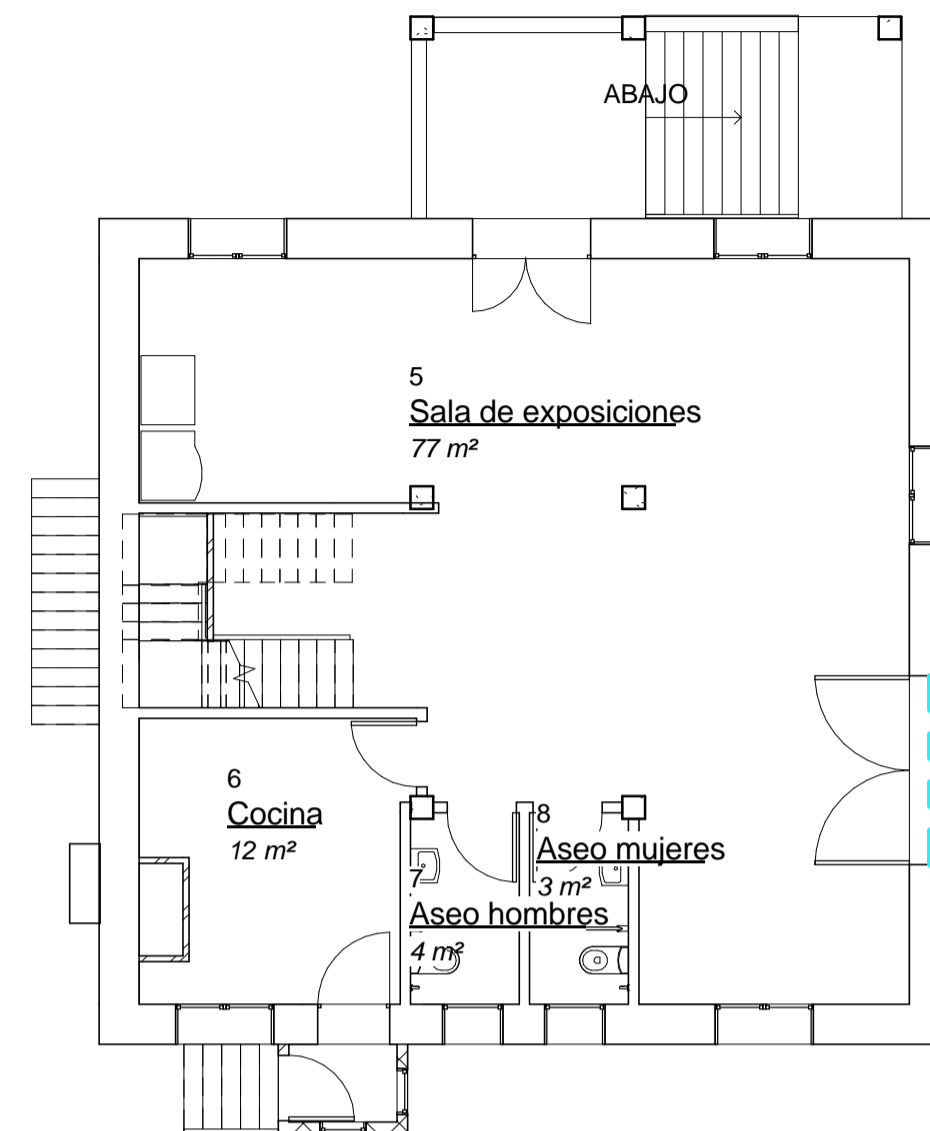 ABAJO
5
Sala de exposiciones
77 m²
6
Cocina
12 m²
8
Aseo mujeres
3 m²
7
Aseo hombres
4 m²